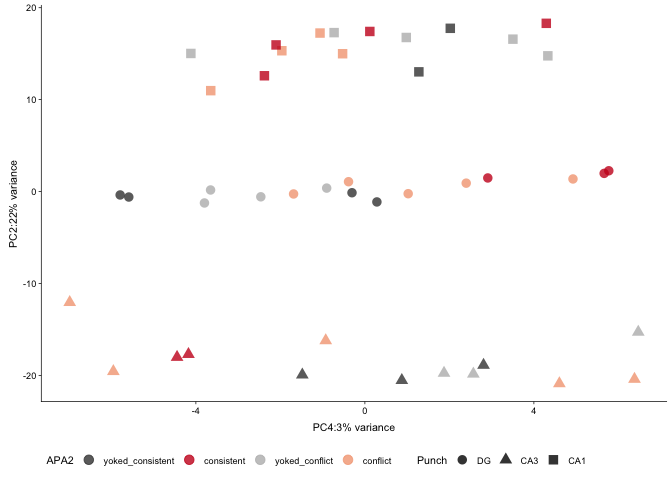 20
10
0
-10
-20
PC2:22% variance
-4
0
4
PC4:3% variance
APA2 yoked_consistent consistent yoked_conflict conflict Punch DG CA3 CA1